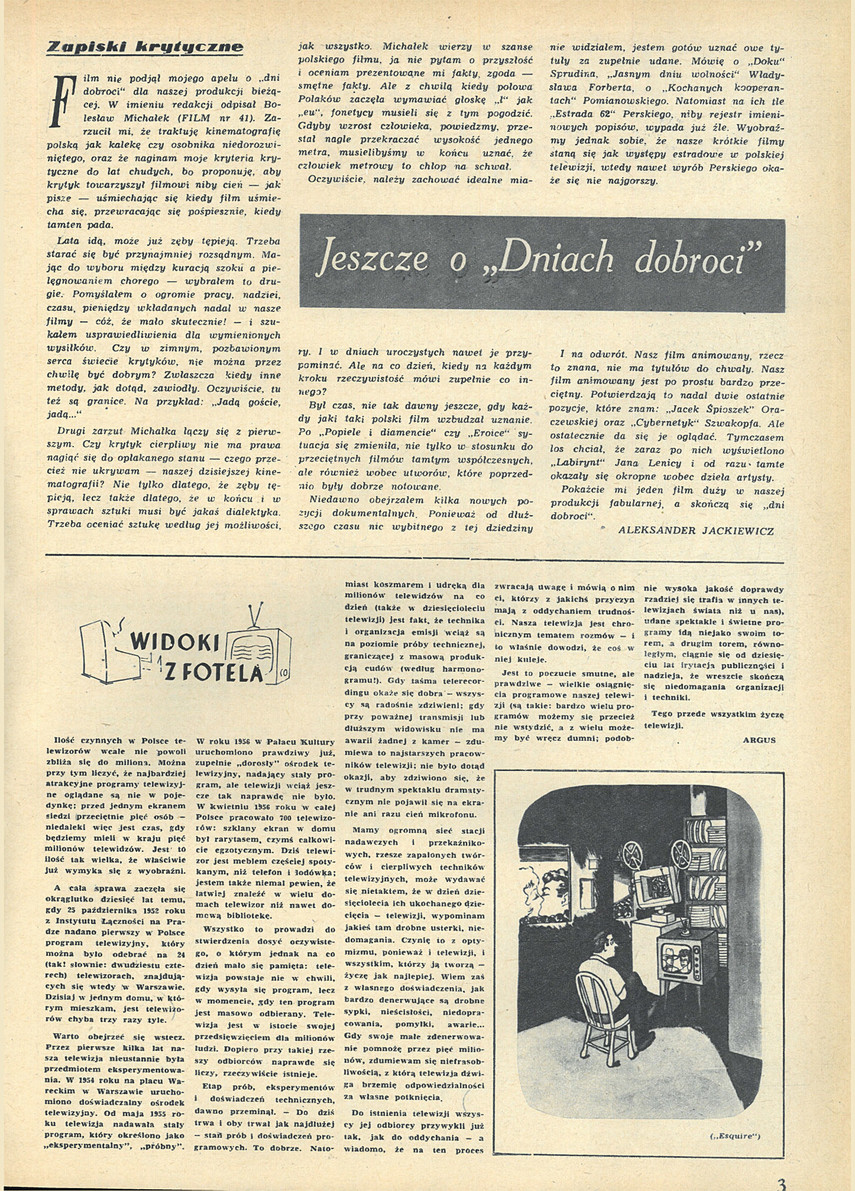 Zapiski krytyczne
Film nie podjął mojego apelu o „dni
dobroci" dla naszej produkcji bieżą-
cej. W imieniu redakcji odpisał Bo-
lesław Michałek (FILM nr 41). Za-
rzucił mi, że traktuję kinematografię
polską jak kalekę czy osobnika niedorozwi-
niętego, oraz że naginam moje kryteria kry-
tyczne do lat chudych, bo proponuję, aby
krytyk towarzyszył filmowi niby cień — jak
pisze — uśmiechając się kiedy film uśmie-
cha się, przewracając się pośpiesznie, kiedy
tamten pada.
Lata idą, może już zęby tępieją. Trzeba
starać się być przynajmniej rozsądnym. Ma-
jąc do wyboru między kuracją szoku a pie-
lęgnowaniem chorego — wybrałem to dru-
gie. Pomyślałem o ogromie pracy, nadziei,
czasu, pieniędzy wkładanych nadal w nasze
filmy — cóż, że mało skutecznie! — i szu-
kałem usprawiedliwienia dla wymienionych
wysiłków. Czy w zimnym, pozbawionym
serca świecie krytyków, nie można przez
chwilę być dobrym? Zwłaszcza kiedy inne
metody, jak dotąd, zawiodły. Oczywiście, tu
też są granice. Na przykład: „Jadą goście,
jadą..."
Drugi zarzut Michałka łączy się z pierw-
szym. Czy krytyk cierpliwy nie ma prawa
nagiąć się do opłakanego stanu — czego prze-
cież nie ukrywam — naszej dzisiejszej kine-
matografii? Nie tylko dlatego, że zęby tę-
pieją, lecz także dlatego, że w końcu i w
sprawach sztuki musi być jakaś dialektyka.
Trzeba oceniać sztukę według jej możliwości,
jak wszystko. Michałek wierzy w szanse
polskiego filmu, ja nie pytam o przyszłość
i oceniam prezentowane mi fakty, zgoda —
smętne fakty. Ale z chwilą kiedy połowa
Polaków zaczęła wymawiać głoskę „ł" jak
„eu", fonetycy musieli się z tym pogodzić.
Gdyby wzrost człowieka, powiedzmy, prze-
stał nagle przekraczać wysokość jednego
metra, musielibyśmy w końcu uznać, że
człowiek metrowy to chłop na schwał.
Oczywiście, należy zachować idealne mia-
nie widziałem, jestem gotów uznać owe ty-
tuły za zupełnie udane. Mówię o „Doku"
Sprudina, „Jasnym dniu wolności" Włady-
sława Forberta, o „Kochanych kooperan-
tach" Pomianowskiego. Natomiast na ich tle
„Estrada 62" Perskiego, niby rejestr imieni-
nowych popisów, wypada już źle. Wyobraź-
my jednak sobie, że nasze krótkie filmy
staną się jak występy estradowe w polskiej
telewizji, wtedy nawet wyrób Perskiego oka-
że się nie najgorszy.
Jeszcze o „Dniach dobroci"
ry. I w dniach uroczystych nawet je przy-
pominać. Ale na co dzień, kiedy na każdym
kroku rzeczywistość mówi zupełnie co in-
nego?
Był czas, nie tak dawny jeszcze, gdy każ-
dy jaki taki polski film wzbudzał uznanie.
Po „Popiele i diamencie" czy „Eroice" sy-
tuacja się zmieniła, nie tylko w stosunku do
przeciętnych filmów tamtym współczesnych,
ale również wobec utworów, które poprzed-
nio były dobrze notowane.
Niedawno obejrzałem kilka nowych po-
zycji dokumentalnych. Ponieważ od dłuż-
szego czasu nic wybitnego z tej dziedziny
I na odwrót. Nasz film animowany, rzecz
to znana, nie ma tytułów do chwały. Nasz
film animowany jest po prostu bardzo prze-
ciętny. Potwierdzają to nadal dwie ostatnie
pozycje, które znam: „Jacek Śpioszek" Ora-
czewskiej oraz „Cybernetyk" Szwakopfa. Ale
ostatecznie da się je oglądać. Tymczasem
los chciał, że zaraz po nich wyświetlono
„Labirynt" Jana Lenicy i od razu tamte
okazały się okropne wobec dzieła artysty.
Pokażcie mi jeden film duży w naszej
produkcji fabularnej, a skończą się „dni
dobroci".
ALEKSANDER JACKIEWICZ
WIDOKI
Z FOTELA
Ilość czynnych w Polsce te-
lewizorów wcale nie powoli
zbliża się do miliona. Można
przy tym liczyć, że najbardziej
atrakcyjne programy telewizyj-
ne oglądane są nie w poje-
dynkę; przed jednym ekranem
siedzi przeciętnie pięć osób —
niedaleki więc jest czas, gdy
będziemy mieli w kraju pięć
milionów telewidzów. Jest to
ilość tak wielka, że właściwie
już wymyka się z wyobraźni.
A cała sprawa zaczęła się
okrąglutko dziesięć lat temu,
gdy 25 października 1952 roku
z Instytutu Łączności na Pra-
dze nadano pierwszy w Polsce
program telewizyjny, który
można było odebrać na 24
(tak! słownie: dwudziestu czte-
rech) telewizorach, znajdują-
cych się wtedy w Warszawie.
Dzisiaj w jednym domu, w któ-
rym mieszkam, jest telewizo-
rów chyba trzy razy tyle.
Warto obejrzeć się wstecz.
Przez pierwsze kilka lat na-
sza telewizja nieustannie była
przedmiotem eksperymentowa-
nia. W 1954 roku na placu Wa-
reckim w Warszawie urucho-
miono doświadczalny ośrodek
telewizyjny. Od maja 1955 ro-
ku telewizja nadawała stały
program, który określono jako
„eksperymentalny", „próbny".
W roku 1956 w Pałacu Kultury
uruchomiono prawdziwy już,
zupełnie „dorosły" ośrodek te-
lewizyjny, nadający stały pro-
gram, ale telewizji wciąż jesz-
cze tak naprawdę nie było.
W kwietniu 1956 roku w całej
Polsce pracowało 700 telewizo-
rów: szklany ekran w domu
był rarytasem, czymś całkowi-
cie egzotycznym. Dziś telewi-
zor jest meblem częściej spoty-
kanym, niż telefon i lodówka;
jestem także niemal pewien, że
łatwiej znaleźć w wielu do-
mach telewizor niż nawet do-
mową bibliotekę.
Wszystko to prowadzi do
stwierdzenia dosyć oczywiste-
go, o którym jednak na co
dzień mało się pamięta: tele-
wizja powstaje nie w chwili,
gdy wysyła się program, lecz
w momencie, gdy ten program
jest masowo odbierany. Tele-
wizja jest w istocie swojej
przedsięwzięciem dla milionów
ludzi. Dopiero przy takiej rze-
szy odbiorców naprawdę się
liczy, rzeczywiście istnieje.
Etap prób, eksperymentów
i doświadczeń technicznych,
dawno przeminął. — Do dziś
trwa i oby trwał jak najdłużej
— stan prób i doświadczeń pro-
gramowych. To dobrze. Nato-
miast koszmarem i udręką dla
milionów telewidzów na co
dzień (także w dziesięcioleciu
telewizji) jest fakt, że technika
i organizacja emisji wciąż są
na poziomie próby technicznej,
graniczącej z masową produk-
cją cudów (według harmono-
gramu!). Gdy taśma telerecor-
dingu okaże się dobra — wszys-
cy są radośnie zdziwieni; gdy
przy poważnej transmisji lub
dłuższym widowisku nie ma
awarii żadnej z kamer — zdu-
miewa to najstarszych pracow-
ników telewizji; nie było dotąd
okazji, aby zdziwiono się, że
w trudnym spektaklu dramaty-
cznym nie pojawił się na ekra-
nie ani razu cień mikrofonu.
Mamy ogromną sieć stacji
nadawczych i przekaźniko-
wych, rzesze zapalonych twór-
ców i cierpliwych techników
telewizyjnych, może wydawać
się nietaktem, że w dzień dzie-
sięciolecia ich ukochanego dzie-
cięcia — telewizji, wypominam
jakieś tam drobne usterki, nie-
domagania. Czynię to z opty-
mizmu, ponieważ i telewizji, i
wszystkim, którzy ją tworzą —
życzę jak najlepiej. Wiem zaś
z własnego doświadczenia, jak
bardzo denerwujące są drobne
sypki, nieścisłości, niedopra-
cowania, pomyłki, awarie...
Gdy swoje małe zdenerwowa-
nie pomnożę przez pięć milio-
nów, zdumiewam się niefrasob-
liwością, z którą telewizja dźwi-
ga brzemię odpowiedzialności
za własne potknięcia.
Do istnienia telewizji wszys-
cy jej odbiorcy przywykli już
tak, jak do oddychania — a
wiadomo, że na ten proces
zwracają uwagę i mówią o nim
ci, którzy z jakichś przyczyn
mają z oddychaniem trudnoś-
ci. Nasza telewizja jest chro-
nicznym tematem rozmów — i
to właśnie dowodzi, że coś w
niej kuleje.
Jest to poczucie smutne, ale
prawdziwe — wielkie osiągnię-
cia programowe naszej telewi-
zji (są takie: bardzo wielu pro-
gramów możemy się przecież
nie wstydzić, a z wielu może-
my być wręcz dumni; podob-
nie wysoka jakość doprawdy
rzadziej się trafia w innych te-
lewizjach świata niż u nas),
udane spektakle i świetne pro-
gramy idą niejako swoim to-
rem, a drugim torem, równo-
ległym, ciągnie się od dziesię-
ciu lat irytacja publiczności i
nadzieja, że wreszcie skończą
się niedomagania organizacji
i techniki.
Tego przede wszystkim życzę
telewizji.
ARGUS
(„Esquire")
3